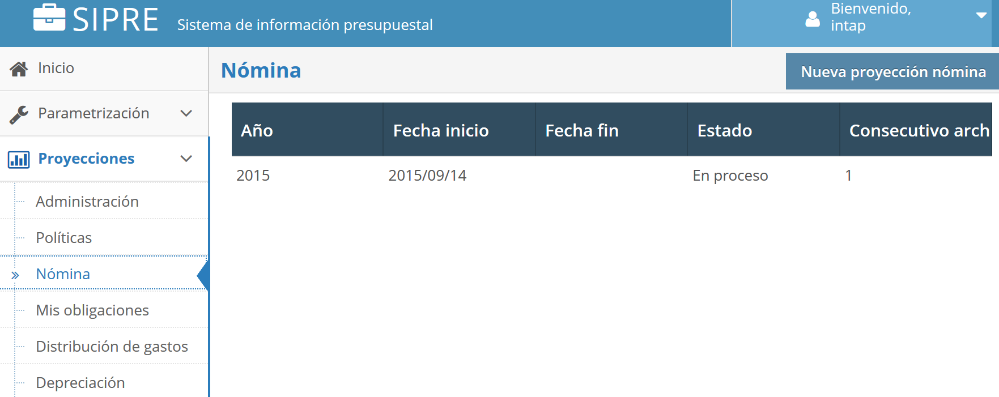 SIPRE Sistema de información presupuestal
Bienvenido,
intap
Inicio
Parametrización
Proyecciones
Administración
Políticas
Nómina
Mis obligaciones
Distribución de gastos
Depreciación
Nómina
Nueva proyección nómina
Año Fecha inicio Fecha fin Estado Consecutivo arch
2015 2015/09/14 En proceso 1